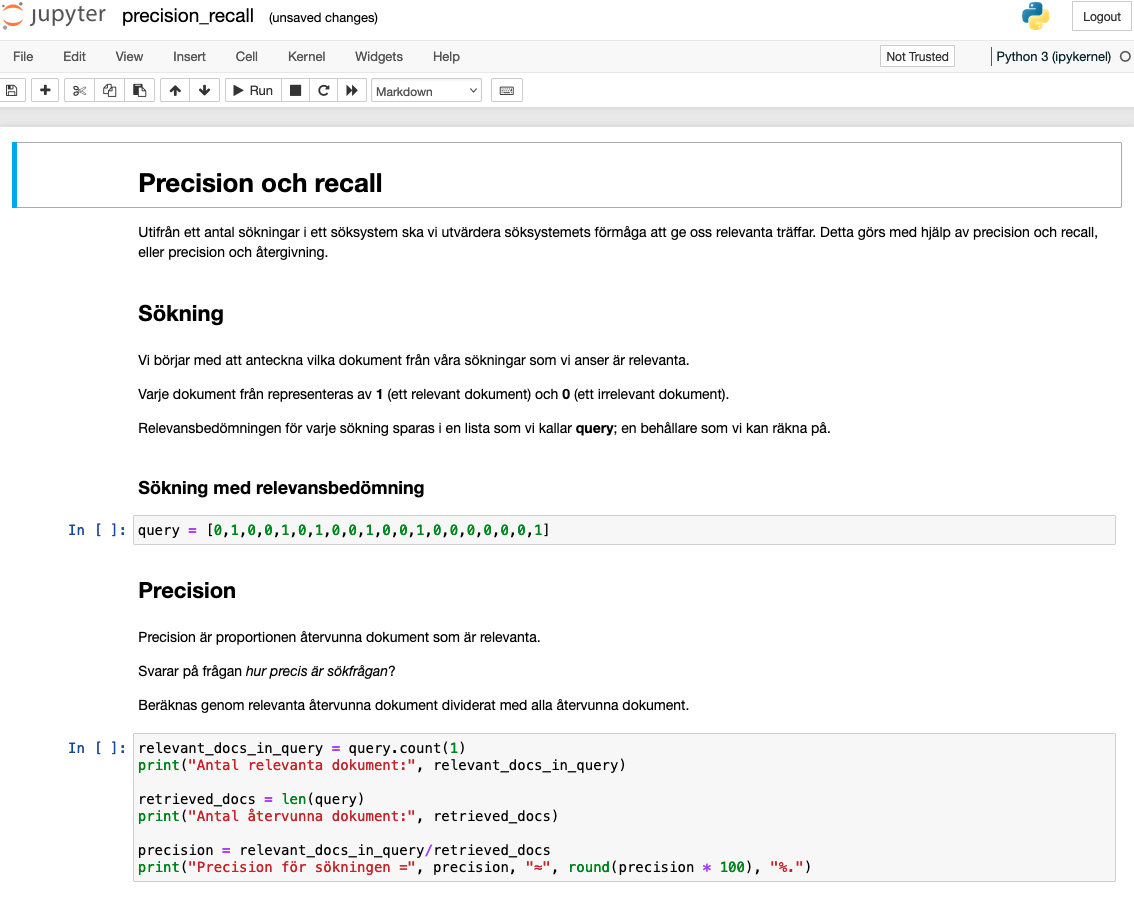 jupyter precision_recall (unsaved changes) Logout
File Edit View Insert Cell Kernel Widgets Help Not Trusted Python 3 (ipykernel)
Run Markdown
Precision och recall
Utifrån ett antal sökningar i ett söksystem ska vi utvärdera söksystemets förmåga att ge oss relevanta träffar. Detta görs med hjälp av precision och recall,
eller precision och återgivning.
Sökning
Vi börjar med att anteckna vilka dokument från våra sökningar som vi anser är relevanta.
Varje dokument från representeras av 1 (ett relevant dokument) och 0 (ett irrelevant dokument).
Relevansbedömningen för varje sökning sparas i en lista som vi kallar query; en behållare som vi kan räkna på.
Sökning med relevansbedömning
In [ ]: query = [0,1,0,0,1,0,1,0,0,1,0,0,1,0,0,0,0,0,0,1]
Precision
Precision är proportionen återvunna dokument som är relevanta.
Svarar på frågan hur precis är sökfrågan?
Beräknas genom relevanta återvunna dokument dividerat med alla återvunna dokument.
In [ ]: relevant_docs_in_query = query.count(1)
print("Antal relevanta dokument:", relevant_docs_in_query)
retrieved_docs = len(query)
print("Antal återvunna dokument:", retrieved_docs)
precision = relevant_docs_in_query/retrieved_docs
print("Precision för sökningen =", precision, "≈", round(precision * 100), "%.")